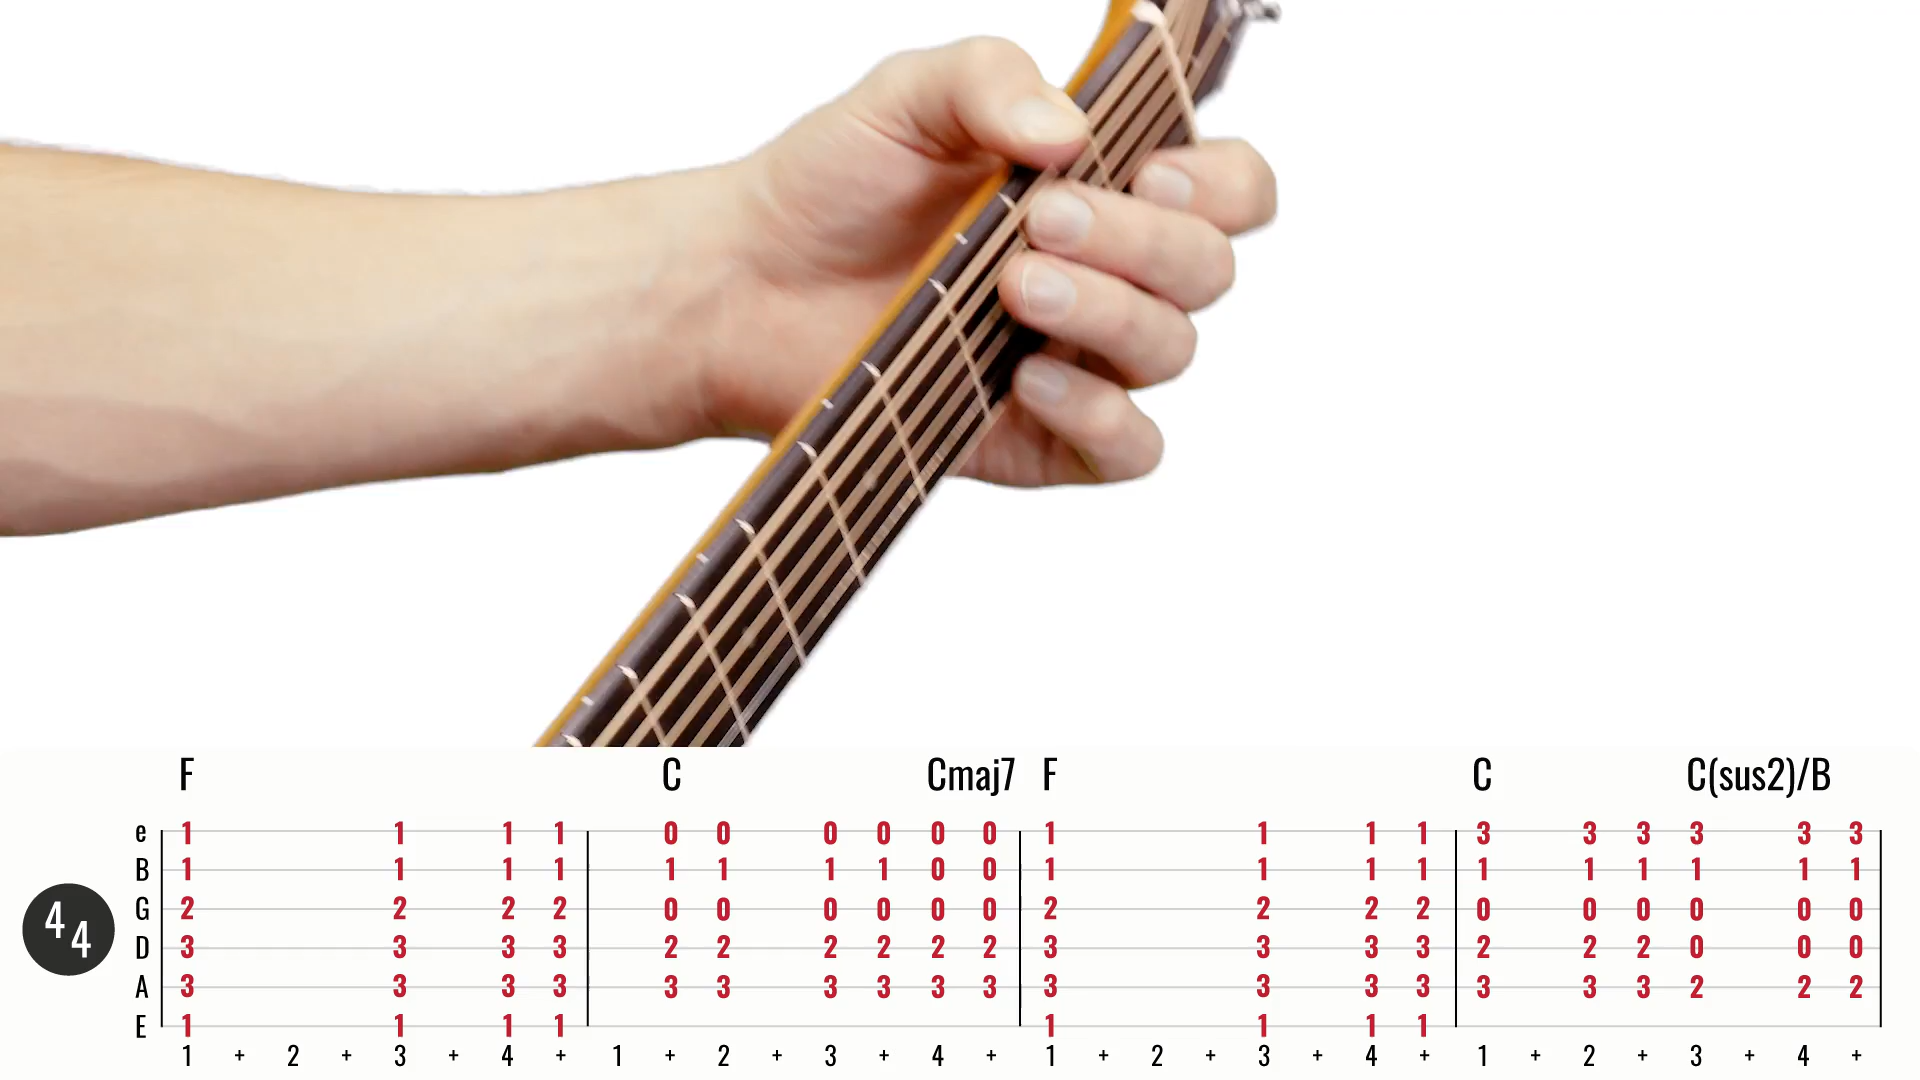 F C Cmaj7 F C C(sus2)/B
e 1 1 1 1 0 0 0 0 0 0 1 1 1 1 3 3 3 3 3 3
B 1 1 1 1 1 1 1 1 0 0 1 1 1 1 1 1 1 1 1 1
G 2 2 2 2 0 0 0 0 0 0 2 2 2 2 0 0 0 0 0 0
4 4
D 3 3 3 3 2 2 2 2 2 2 3 3 3 3 2 2 2 0 0 0
A 3 3 3 3 3 3 3 3 3 3 3 3 3 3 3 3 3 2 2 2
E 1 1 1 1 1 1 1 1
1 + 2 + 3 + 4 + 1 + 2 + 3 + 4 + 1 + 2 + 3 + 4 + 1 + 2 + 3 + 4 +